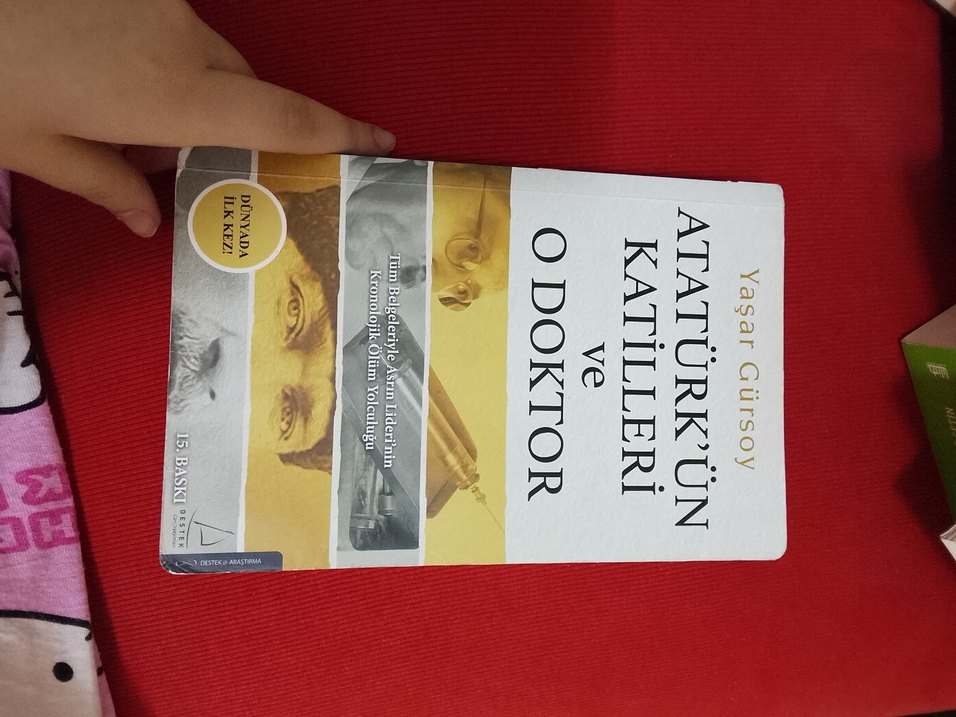 Yaşar Gürsoy
ATATÜRK'ÜN
KATİLLERİ
ve
O DOKTOR
Tüm Belgeleriyle Asrın Lideri'nin
Kronolojik Ölüm Yolculuğu
DÜNYADA
İLK KEZ!
15. BASKI
DESTEK
DESTEK ARAŞTIRMA